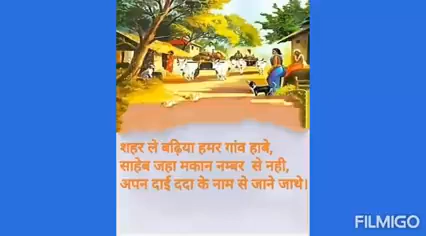 शहर ले बढ़िया हमर गांव हाबे,
साहेब जहा मकान नम्बर से नही,
अपन दाई ददा के नाम से जाने जाथे।
FILMIGO